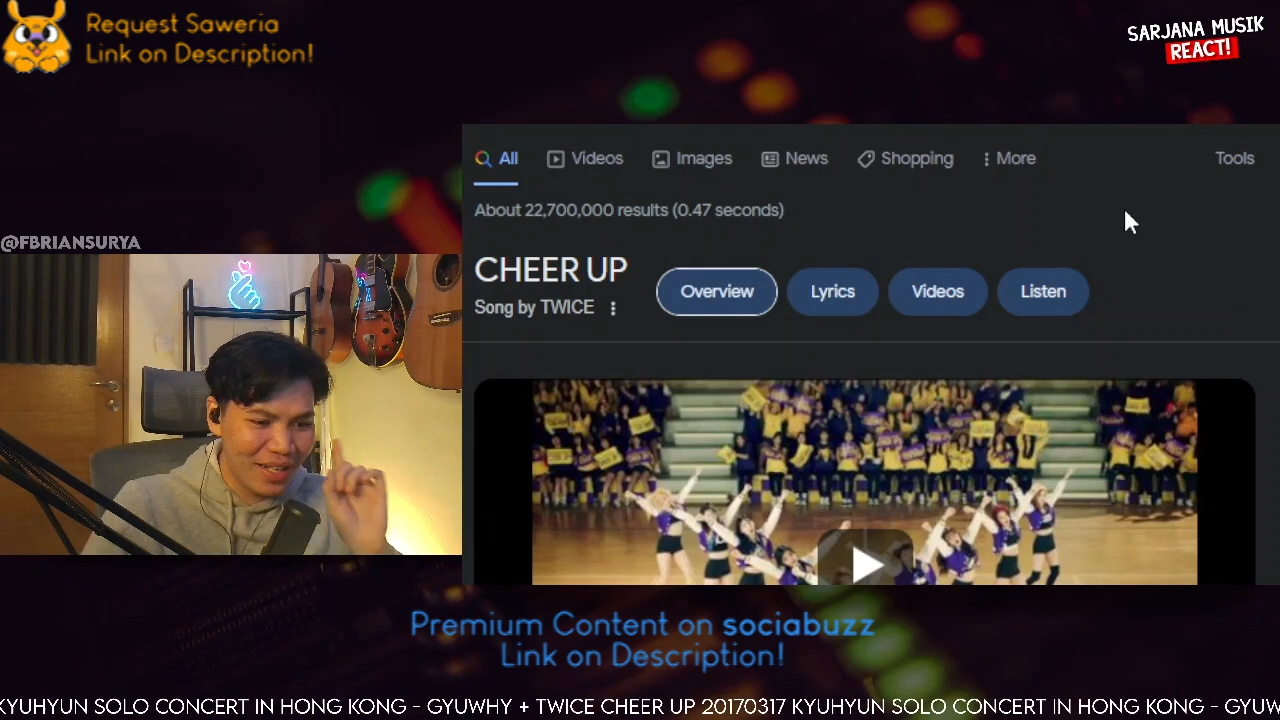 Request Saweria
Link on Description!
SARJANA MUSIK
REACT!
All Videos Images News Shopping More Tools
About 22,700,000 results (0.47 seconds)
@FBRIANSURYA
CHEER UP
Song by TWICE
Overview Lyrics Videos Listen
Premium Content on sociabuzz
Link on Description!
KYUHYUN SOLO CONCERT IN HONG KONG - GYUWHY + TWICE CHEER UP 20170317 KYUHYUN SOLO CONCERT IN HONG KONG - GYUW